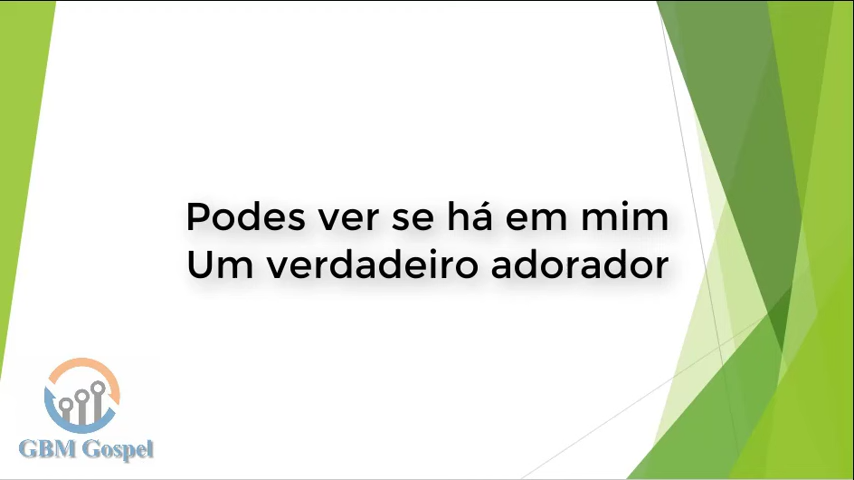 Podes ver se há em mim
Um verdadeiro adorador
GBM Gospel